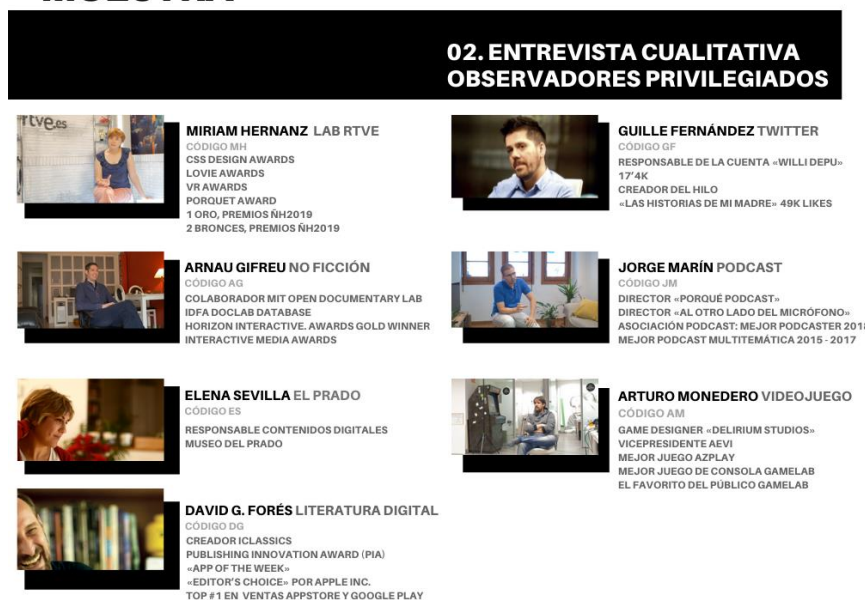 02. ENTREVISTA CUALITATIVA
OBSERVADORES PRIVILEGIADOS
rtve.es
MIRIAM HERNANZ LAB RTVE
CÓDIGO MH
CSS DESIGN AWARDS
LOVIE AWARDS
VR AWARDS
PORQUET AWARD
1 ORO, PREMIOS ÑH2019
2 BRONCES, PREMIOS ÑH2019
ARNAU GIFREU NO FICCIÓN
CÓDIGO AG
COLABORADOR MIT OPEN DOCUMENTARY LAB
IDFA DOCLAB DATABASE
HORIZON INTERACTIVE. AWARDS GOLD WINNER
INTERACTIVE MEDIA AWARDS
ELENA SEVILLA EL PRADO
CÓDIGO ES
RESPONSABLE CONTENIDOS DIGITALES
MUSEO DEL PRADO
DAVID G. FORÉS LITERATURA DIGITAL
CÓDIGO DG
CREADOR ICLASSICS
PUBLISHING INNOVATION AWARD (PIA)
«APP OF THE WEEK»
«EDITOR'S CHOICE» POR APPLE INC.
TOP #1 EN VENTAS APPSTORE Y GOOGLE PLAY
GUILLE FERNÁNDEZ TWITTER
CÓDIGO GF
RESPONSABLE DE LA CUENTA «WILLI DEPU»
17'4K
CREADOR DEL HILO
«LAS HISTORIAS DE MI MADRE» 49K LIKES
JORGE MARÍN PODCAST
CÓDIGO JM
DIRECTOR «PORQUÉ PODCAST»
DIRECTOR «AL OTRO LADO DEL MICRÓFONO»
ASOCIACIÓN PODCAST: MEJOR PODCASTER 201
MEJOR PODCAST MULTITEMÁTICA 2015 - 2017
ARTURO MONEDERO VIDEOJUEGO
CÓDIGO AM
GAME DESIGNER «DELIRIUM STUDIOS»
VICEPRESIDENTE AEVI
MEJOR JUEGO AZPLAY
MEJOR JUEGO DE CONSOLA GAMELAB
EL FAVORITO DEL PÚBLICO GAMELAB